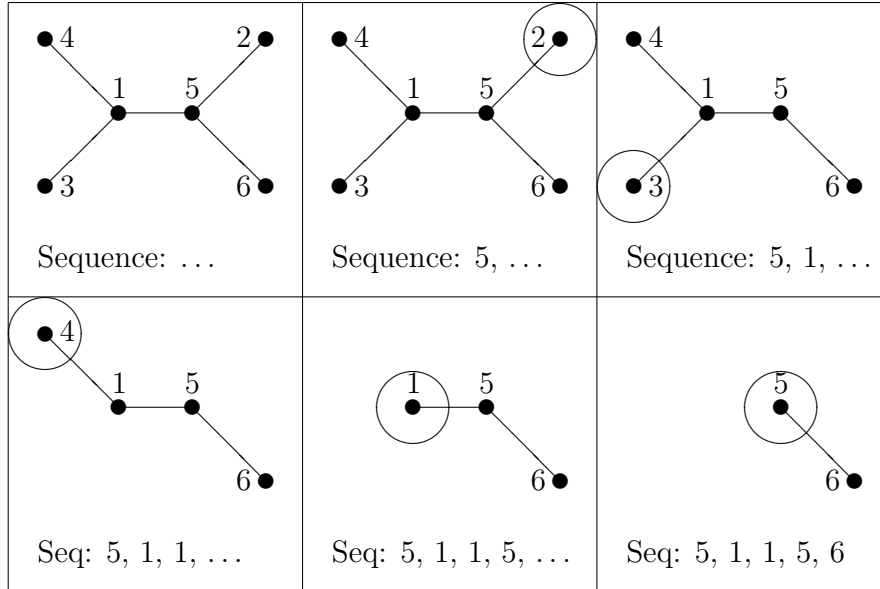 4 2
1 5
3 6
Sequence: …
4 2
1 5
3 6
Sequence: 5, …
4
1 5
3 6
Sequence: 5, 1, …
4
1 5
6
Seq: 5, 1, 1, …
1 5
6
Seq: 5, 1, 1, 5, …
5
6
Seq: 5, 1, 1, 5, 6